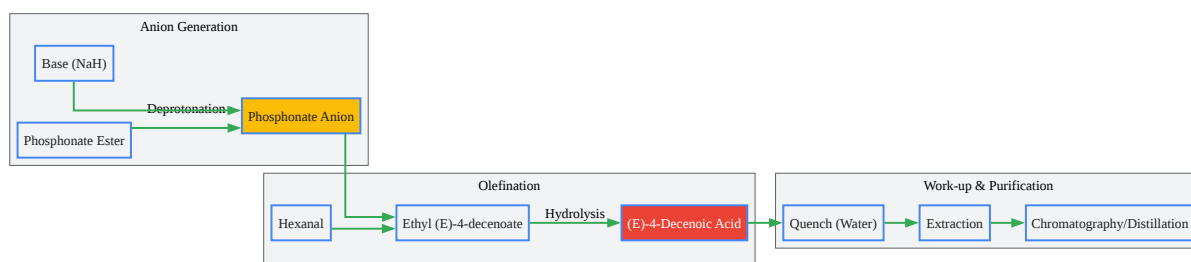 Anion Generation
Base (NaH)
Deprotonation
Phosphonate Anion
Phosphonate Ester
Olefination
Hexanal
Ethyl (E)-4-decenoate
Hydrolysis
(E)-4-Decenoic Acid
Work-up & Purification
Quench (Water)
Extraction
Chromatography/Distillation